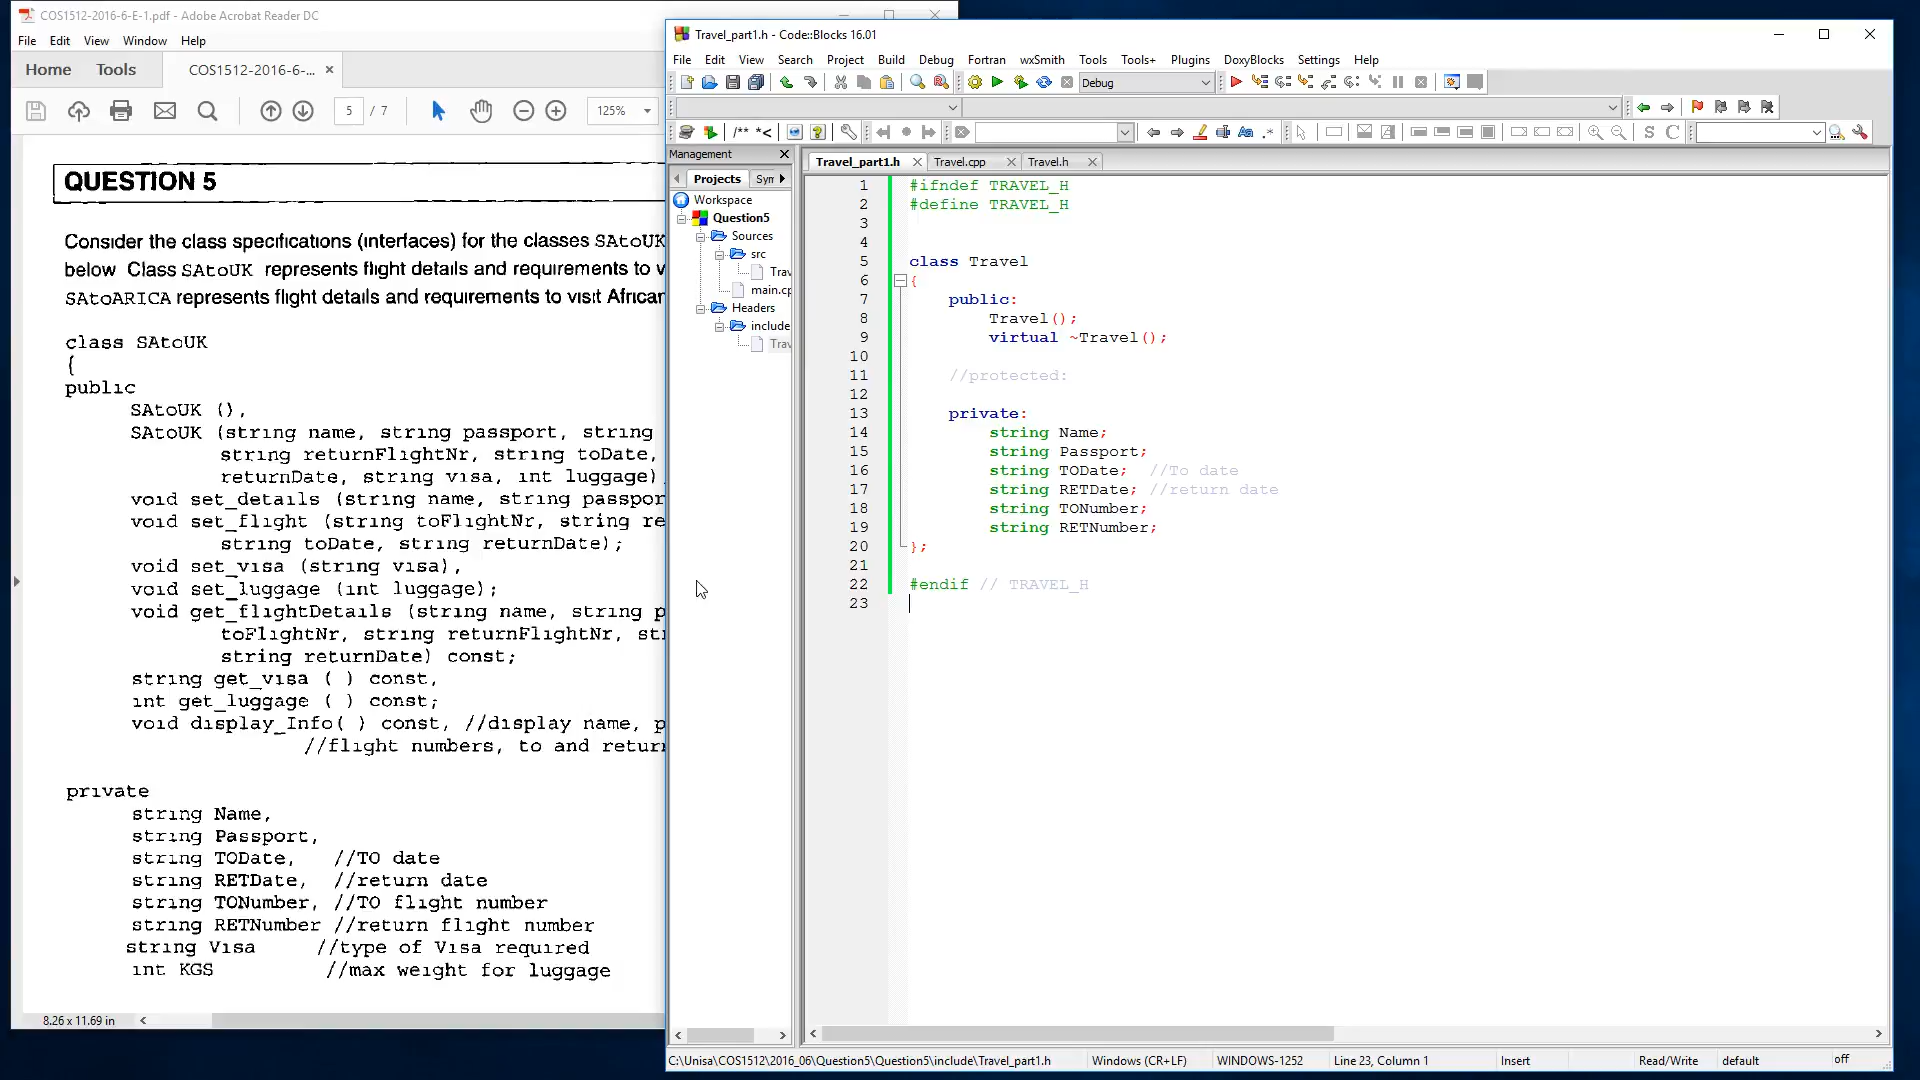 COS1512-2016-6-E-1.pdf - Adobe Acrobat Reader DC
File Edit View Window Help
Home Tools COS1512-2016-6-... ×
5 / 7 125%
QUESTION 5
Consider the class specifications (interfaces) for the classes SAtoUK
below Class SAtoUK represents flight details and requirements to v
SAtoARICA represents flight details and requirements to visit African
class SAtoUK
{
public
SAtoUK (),
SAtoUK (string name, string passport, string
string returnFlightNr, string toDate,
returnDate, string visa, int luggage)
void set_details (string name, string passpor
void set_flight (string toFlightNr, string re
string toDate, string returnDate);
void set_visa (string visa),
void set_luggage (int luggage);
void get_flightDetails (string name, string p
toFlightNr, string returnFlightNr, str
string returnDate) const;
string get_visa ( ) const,
int get_luggage ( ) const;
void display_Info( ) const, //display name, p
//flight numbers, to and return
private
string Name,
string Passport,
string TODate, //TO date
string RETDate, //return date
string TONumber, //TO flight number
string RETNumber //return flight number
string Visa //type of Visa required
int KGS //max weight for luggage
8.26 x 11.69 in
Travel_part1.h - Code::Blocks 16.01
File Edit View Search Project Build Debug Fortran wxSmith Tools Tools+ Plugins DoxyBlocks Settings Help
Debug
/** *< Aa .* S C
Management
Projects Syn
Workspace
Question5
Sources
src
Trav
main.cp
Headers
include
Trav
Travel_part1.h Travel.cpp Travel.h
1 #ifndef TRAVEL_H
2 #define TRAVEL_H
3
4
5 class Travel
6 {
7 public:
8 Travel();
9 virtual ~Travel();
10
11 //protected:
12
13 private:
14 string Name;
15 string Passport;
16 string TODate; //To date
17 string RETDate; //return date
18 string TONumber;
19 string RETNumber;
20 };
21
22 #endif // TRAVEL_H
23
C:\Unisa\COS1512\2016_06\Question5\Question5\include\Travel_part1.h Windows (CR+LF) WINDOWS-1252 Line 23, Column 1 Insert Read/Write default off